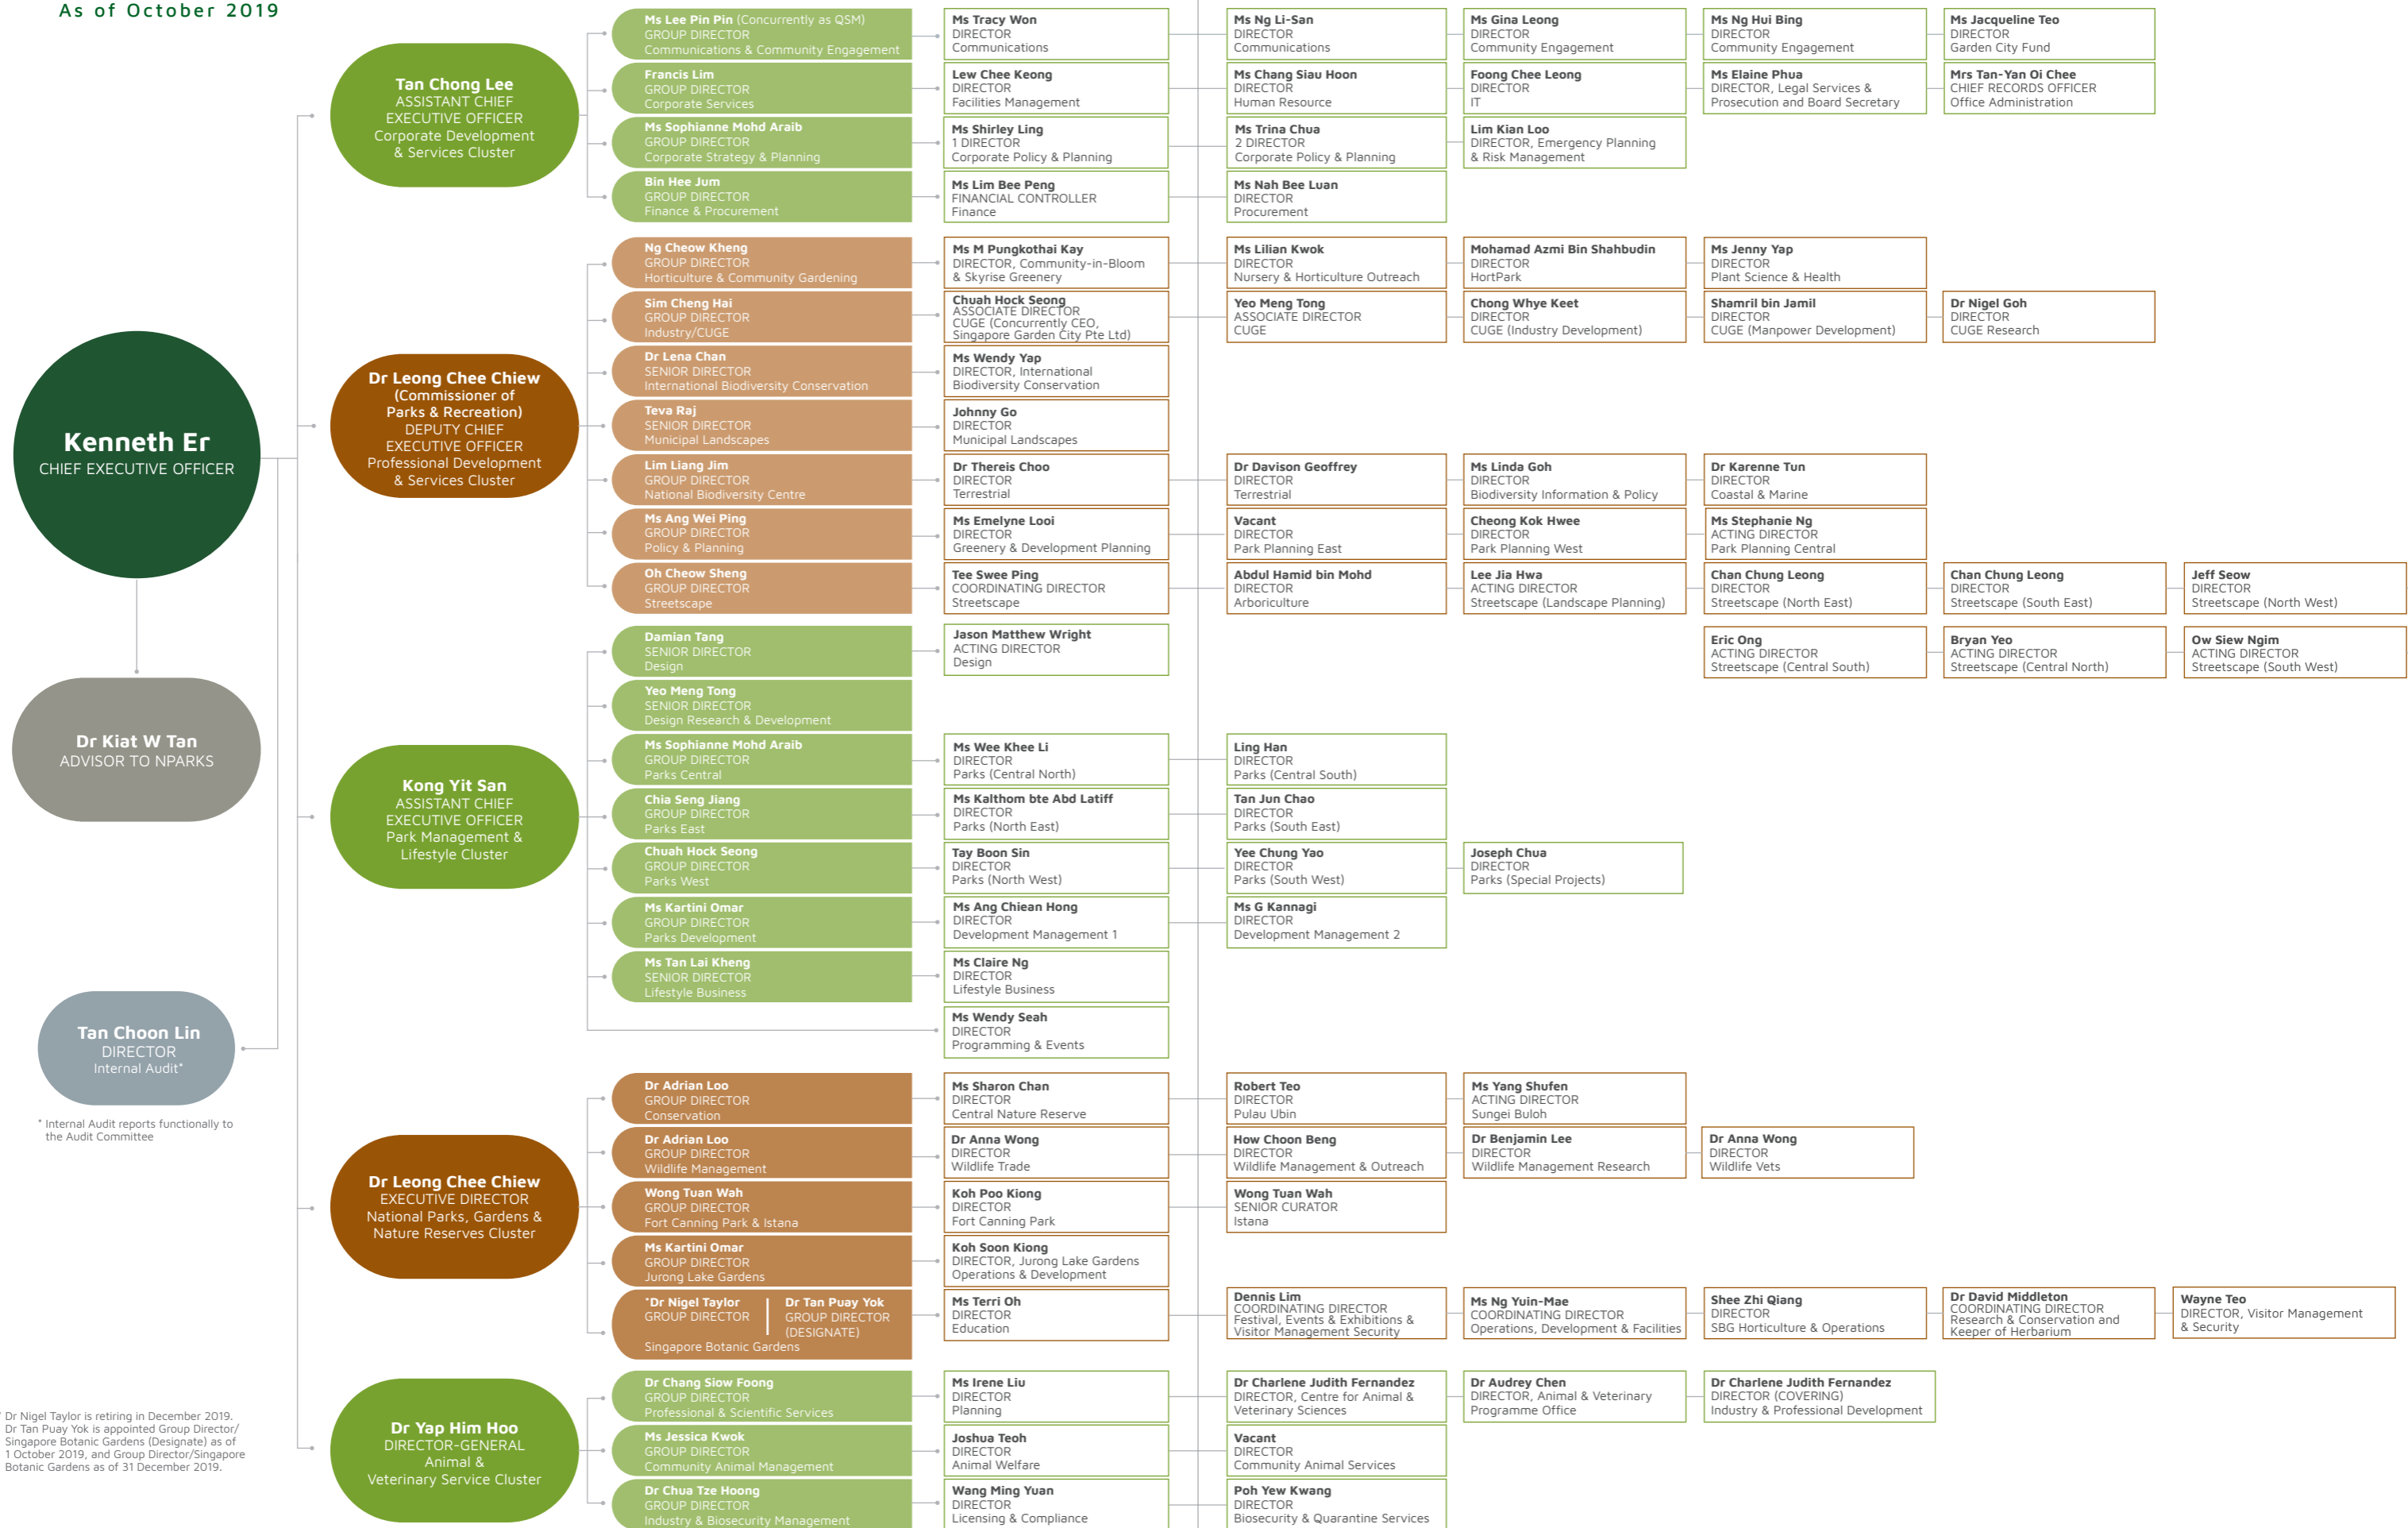 As of October 2019
Kenneth Er
CHIEF EXECUTIVE OFFICER
Dr Kiat W Tan
ADVISOR TO NPARKS
Tan Choon Lin
DIRECTOR
Internal Audit*
* Internal Audit reports functionally to
the Audit Committee
Tan Chong Lee
ASSISTANT CHIEF
EXECUTIVE OFFICER
Corporate Development
& Services Cluster
Ms Lee Pin Pin (Concurrently as QSM)
GROUP DIRECTOR
Communications & Community Engagement
Ms Tracy Won
DIRECTOR
Communications
Ms Ng Li-San
DIRECTOR
Communications
Ms Gina Leong
DIRECTOR
Community Engagement
Ms Ng Hui Bing
DIRECTOR
Community Engagement
Ms Jacqueline Teo
DIRECTOR
Garden City Fund
Francis Lim
GROUP DIRECTOR
Corporate Services
Lew Chee Keong
DIRECTOR
Facilities Management
Ms Chang Siau Hoon
DIRECTOR
Human Resource
Foong Chee Leong
DIRECTOR
IT
Ms Elaine Phua
DIRECTOR, Legal Services &
Prosecution and Board Secretary
Mrs Tan-Yan Oi Chee
CHIEF RECORDS OFFICER
Office Administration
Ms Sophianne Mohd Araib
GROUP DIRECTOR
Corporate Strategy & Planning
Ms Shirley Ling
1 DIRECTOR
Corporate Policy & Planning
Ms Trina Chua
2 DIRECTOR
Corporate Policy & Planning
Lim Kian Loo
DIRECTOR, Emergency Planning
& Risk Management
Bin Hee Jum
GROUP DIRECTOR
Finance & Procurement
Ms Lim Bee Peng
FINANCIAL CONTROLLER
Finance
Ms Nah Bee Luan
DIRECTOR
Procurement
Dr Leong Chee Chiew
(Commissioner of
Parks & Recreation)
DEPUTY CHIEF
EXECUTIVE OFFICER
Professional Development
& Services Cluster
Ng Cheow Kheng
GROUP DIRECTOR
Horticulture & Community Gardening
Ms M Pungkothai Kay
DIRECTOR, Community-in-Bloom
& Skyrise Greenery
Ms Lilian Kwok
DIRECTOR
Nursery & Horticulture Outreach
Mohamad Azmi Bin Shahbudin
DIRECTOR
HortPark
Ms Jenny Yap
DIRECTOR
Plant Science & Health
Sim Cheng Hai
GROUP DIRECTOR
Industry/CUGE
Chuah Hock Seong
ASSOCIATE DIRECTOR
CUGE (Concurrently CEO,
Singapore Garden City Pte Ltd)
Yeo Meng Tong
ASSOCIATE DIRECTOR
CUGE
Chong Whye Keet
DIRECTOR
CUGE (Industry Development)
Shamril bin Jamil
DIRECTOR
CUGE (Manpower Development)
Dr Nigel Goh
DIRECTOR
CUGE Research
Dr Lena Chan
SENIOR DIRECTOR
International Biodiversity Conservation
Ms Wendy Yap
DIRECTOR, International
Biodiversity Conservation
Teva Raj
SENIOR DIRECTOR
Municipal Landscapes
Johnny Go
DIRECTOR
Municipal Landscapes
Lim Liang Jim
GROUP DIRECTOR
National Biodiversity Centre
Dr Thereis Choo
DIRECTOR
Terrestrial
Dr Davison Geoffrey
DIRECTOR
Terrestrial
Ms Linda Goh
DIRECTOR
Biodiversity Information & Policy
Dr Karenne Tun
DIRECTOR
Coastal & Marine
Ms Ang Wei Ping
GROUP DIRECTOR
Policy & Planning
Ms Emelyne Looi
DIRECTOR
Greenery & Development Planning
Vacant
DIRECTOR
Park Planning East
Cheong Kok Hwee
DIRECTOR
Park Planning West
Ms Stephanie Ng
ACTING DIRECTOR
Park Planning Central
Oh Cheow Sheng
GROUP DIRECTOR
Streetscape
Tee Swee Ping
COORDINATING DIRECTOR
Streetscape
Abdul Hamid bin Mohd
DIRECTOR
Arboriculture
Lee Jia Hwa
ACTING DIRECTOR
Streetscape (Landscape Planning)
Chan Chung Leong
DIRECTOR
Streetscape (North East)
Chan Chung Leong
DIRECTOR
Streetscape (South East)
Jeff Seow
DIRECTOR
Streetscape (North West)
Eric Ong
ACTING DIRECTOR
Streetscape (Central South)
Bryan Yeo
ACTING DIRECTOR
Streetscape (Central North)
Ow Siew Ngim
ACTING DIRECTOR
Streetscape (South West)
Kong Yit San
ASSISTANT CHIEF
EXECUTIVE OFFICER
Park Management &
Lifestyle Cluster
Damian Tang
SENIOR DIRECTOR
Design
Jason Matthew Wright
ACTING DIRECTOR
Design
Yeo Meng Tong
SENIOR DIRECTOR
Design Research & Development
Ms Sophianne Mohd Araib
GROUP DIRECTOR
Parks Central
Ms Wee Khee Li
DIRECTOR
Parks (Central North)
Ling Han
DIRECTOR
Parks (Central South)
Chia Seng Jiang
GROUP DIRECTOR
Parks East
Ms Kalthom bte Abd Latiff
DIRECTOR
Parks (North East)
Tan Jun Chao
DIRECTOR
Parks (South East)
Chuah Hock Seong
GROUP DIRECTOR
Parks West
Tay Boon Sin
DIRECTOR
Parks (North West)
Yee Chung Yao
DIRECTOR
Parks (South West)
Joseph Chua
DIRECTOR
Parks (Special Projects)
Ms Kartini Omar
GROUP DIRECTOR
Parks Development
Ms Ang Chiean Hong
DIRECTOR
Development Management 1
Ms G Kannagi
DIRECTOR
Development Management 2
Ms Tan Lai Kheng
SENIOR DIRECTOR
Lifestyle Business
Ms Claire Ng
DIRECTOR
Lifestyle Business
Ms Wendy Seah
DIRECTOR
Programming & Events
Dr Leong Chee Chiew
EXECUTIVE DIRECTOR
National Parks, Gardens &
Nature Reserves Cluster
Dr Adrian Loo
GROUP DIRECTOR
Conservation
Ms Sharon Chan
DIRECTOR
Central Nature Reserve
Robert Teo
DIRECTOR
Pulau Ubin
Ms Yang Shufen
ACTING DIRECTOR
Sungei Buloh
Dr Adrian Loo
GROUP DIRECTOR
Wildlife Management
Dr Anna Wong
DIRECTOR
Wildlife Trade
How Choon Beng
DIRECTOR
Wildlife Management & Outreach
Dr Benjamin Lee
DIRECTOR
Wildlife Management Research
Dr Anna Wong
DIRECTOR
Wildlife Vets
Wong Tuan Wah
GROUP DIRECTOR
Fort Canning Park & Istana
Koh Poo Kiong
DIRECTOR
Fort Canning Park
Wong Tuan Wah
SENIOR CURATOR
Istana
Ms Kartini Omar
GROUP DIRECTOR
Jurong Lake Gardens
Koh Soon Kiong
DIRECTOR, Jurong Lake Gardens
Operations & Development
*Dr Nigel Taylor
GROUP DIRECTOR
Dr Tan Puay Yok
GROUP DIRECTOR
(DESIGNATE)
Singapore Botanic Gardens
Ms Terri Oh
DIRECTOR
Education
Dennis Lim
COORDINATING DIRECTOR
Festival, Events & Exhibitions &
Visitor Management Security
Ms Ng Yuin-Mae
COORDINATING DIRECTOR
Operations, Development & Facilities
Shee Zhi Qiang
DIRECTOR
SBG Horticulture & Operations
Dr David Middleton
COORDINATING DIRECTOR
Research & Conservation and
Keeper of Herbarium
Wayne Teo
DIRECTOR, Visitor Management
& Security
Dr Yap Him Hoo
DIRECTOR-GENERAL
Animal &
Veterinary Service Cluster
Dr Chang Siow Foong
GROUP DIRECTOR
Professional & Scientific Services
Ms Irene Liu
DIRECTOR
Planning
Dr Charlene Judith Fernandez
DIRECTOR, Centre for Animal &
Veterinary Sciences
Dr Audrey Chen
DIRECTOR, Animal & Veterinary
Programme Office
Dr Charlene Judith Fernandez
DIRECTOR (COVERING)
Industry & Professional Development
Ms Jessica Kwok
GROUP DIRECTOR
Community Animal Management
Joshua Teoh
DIRECTOR
Animal Welfare
Vacant
DIRECTOR
Community Animal Services
Dr Chua Tze Hoong
GROUP DIRECTOR
Industry & Biosecurity Management
Wang Ming Yuan
DIRECTOR
Licensing & Compliance
Poh Yew Kwang
DIRECTOR
Biosecurity & Quarantine Services
* Dr Nigel Taylor is retiring in December 2019.
Dr Tan Puay Yok is appointed Group Director/
Singapore Botanic Gardens (Designate) as of
1 October 2019, and Group Director/Singapore
Botanic Gardens as of 31 December 2019.